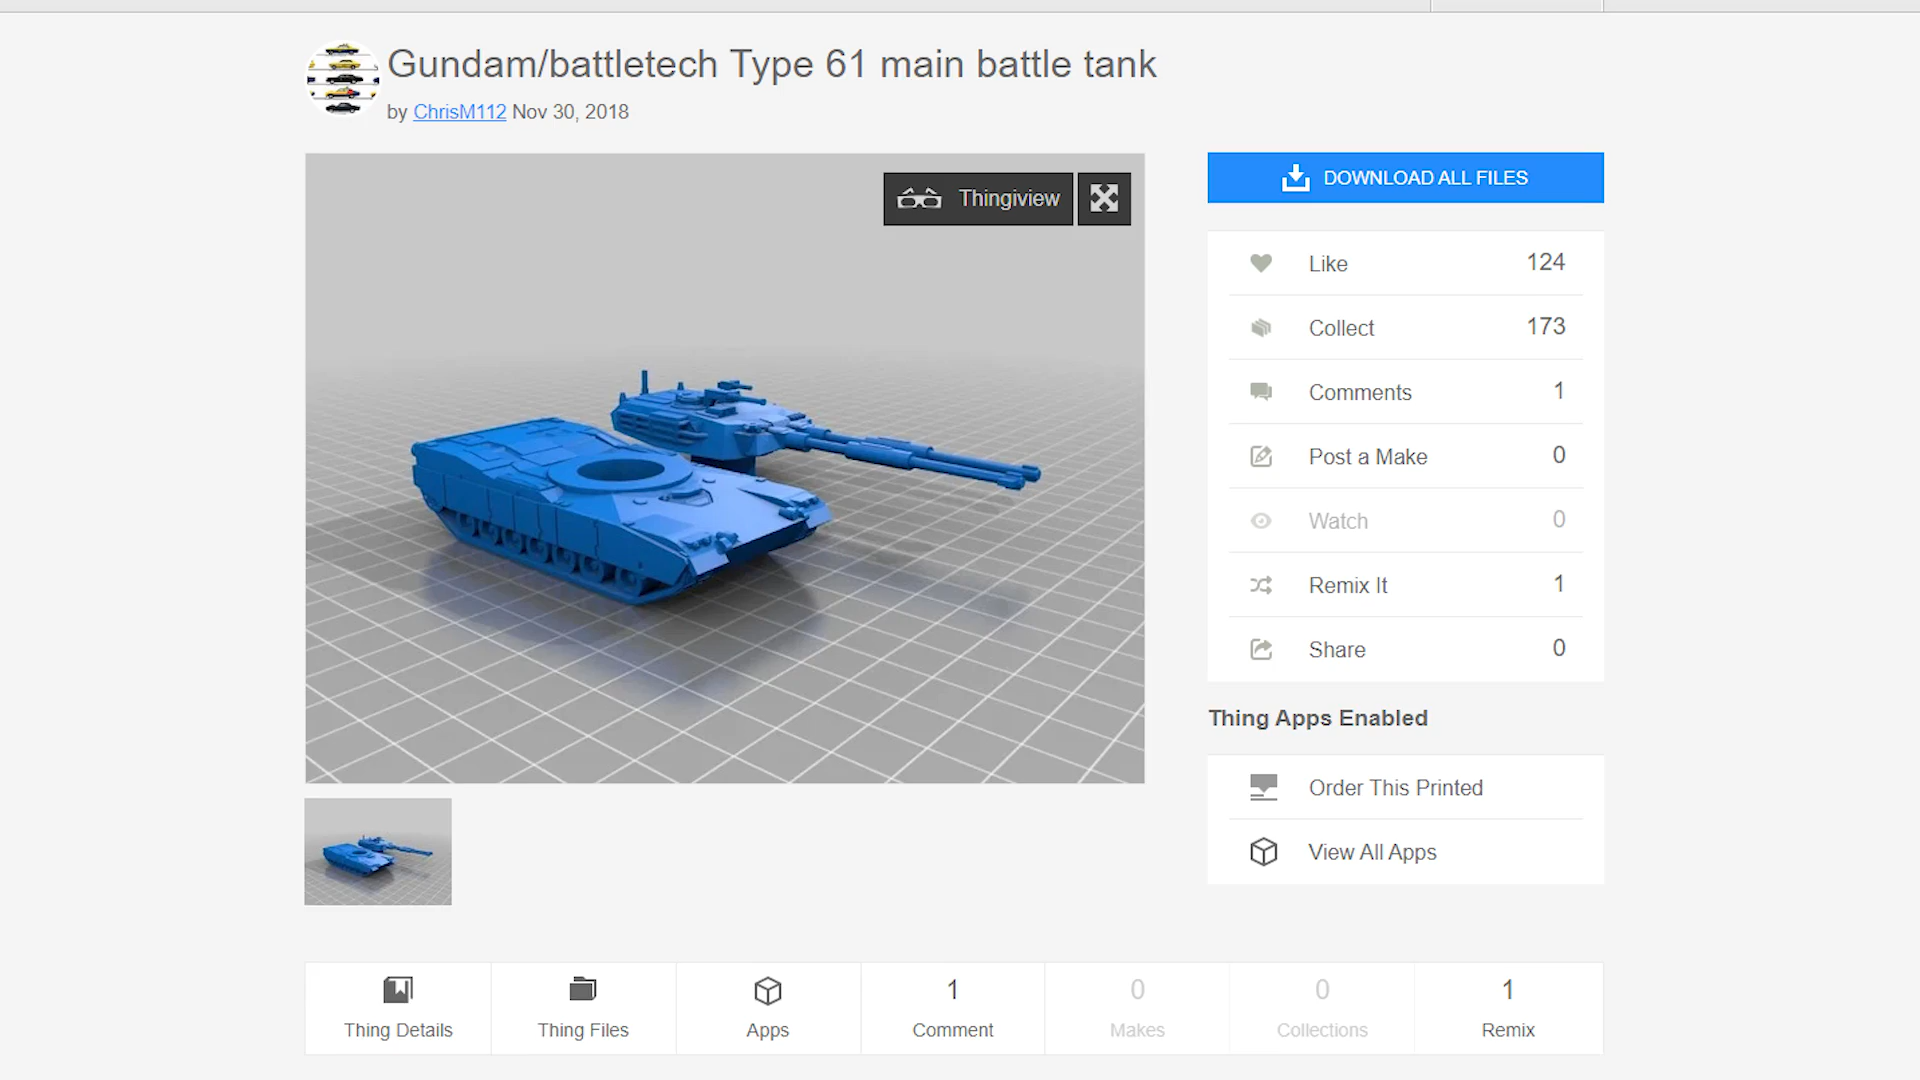 Gundam/battletech Type 61 main battle tank
by ChrisM112 Nov 30, 2018
Thingiview
DOWNLOAD ALL FILES
Like 124
Collect 173
Comments 1
Post a Make 0
Watch 0
Remix It 1
Share 0
Thing Apps Enabled
Order This Printed
View All Apps
1 0 0 1
Thing Details Thing Files Apps Comment Makes Collections Remix